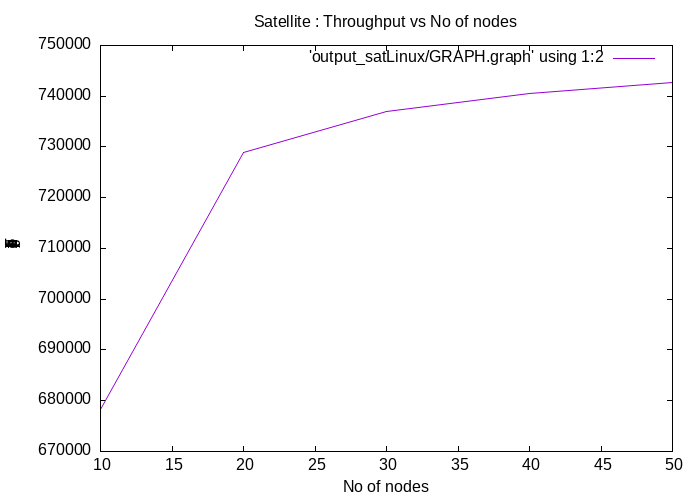 Satellite : Throughput vs No of nodes
'output_satLinux/GRAPH.graph' using 1:2
750000
740000
730000
720000
710000
700000
690000
680000
670000
10 15 20 25 30 35 40 45 50
No of nodes